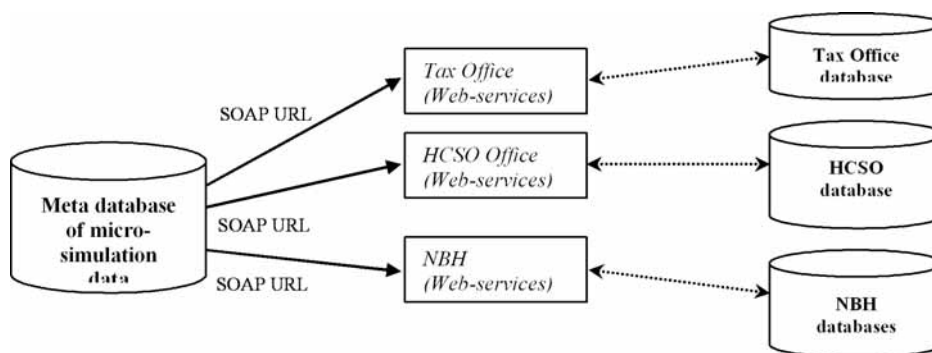 Tax Office
(Web-services)
Tax Office
database
SOAP URL
HCSO Office
(Web-services)
HCSO
database
Meta database
of micro-
simulation
data
SOAP URL
SOAP URL
NBH
(Web-services)
NBH
databases